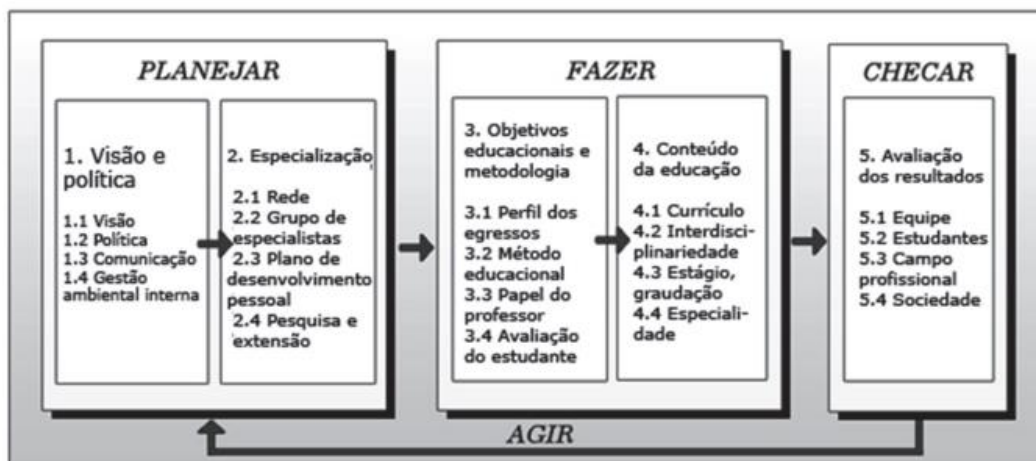 PLANEJAR
1. Visão e
política
1.1 Visão
1.2 Política
1.3 Comunicação
1.4 Gestão
ambiental interna
2. Especialização
2.1 Rede
2.2 Grupo de
especialistas
2.3 Plano de
desenvolvimento
pessoal
2.4 Pesquisa e
extensão
FAZER
3. Objetivos
educacionais e
metodologia
3.1 Perfil dos
egressos
3.2 Método
educacional
3.3 Papel do
professor
3.4 Avaliação
do estudante
4. Conteúdo
da educação
4.1 Currículo
4.2 Interdisci-
plinariedade
4.3 Estágio,
graudação
4.4 Especiali-
dade
CHECAR
5. Avaliação
dos resultados
5.1 Equipe
5.2 Estudantes
5.3 Campo
profissional
5.4 Sociedade
AGIR